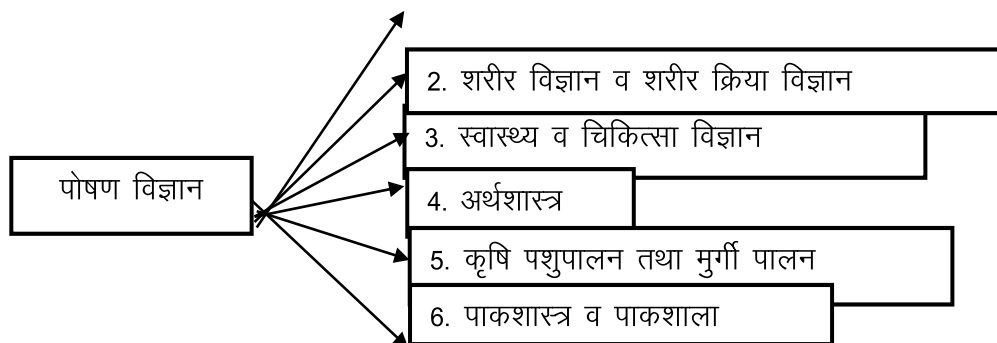 2. शरीर विज्ञान व शरीर क्रिया विज्ञान
3. स्वास्थ्य व चिकित्सा विज्ञान
पोषण विज्ञान
4. अर्थशास्त्र
5. कृषि पशुपालन तथा मुर्गी पालन
6. पाकशास्त्र व पाकशाला